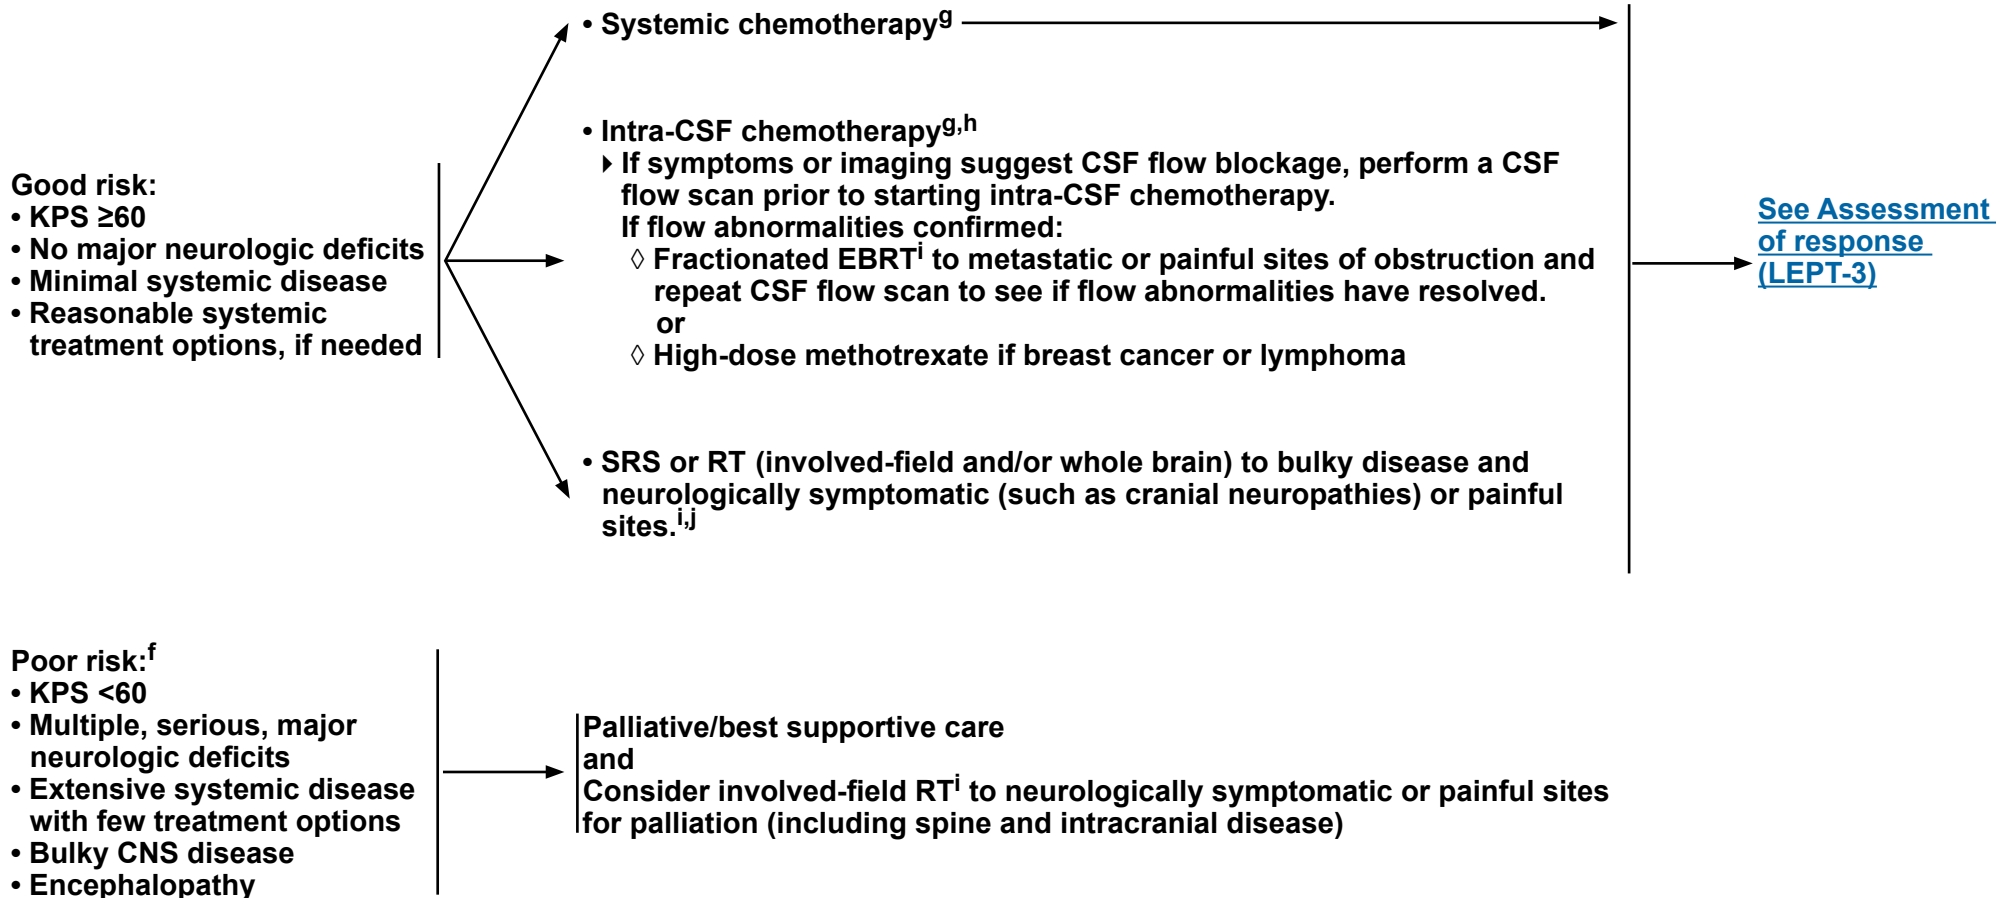 • Systemic chemotherapyg
• Intra-CSF chemotherapyg,h
▸ If symptoms or imaging suggest CSF flow blockage, perform a CSF
flow scan prior to starting intra-CSF chemotherapy.
If flow abnormalities confirmed:
◊ Fractionated EBRTi to metastatic or painful sites of obstruction and
repeat CSF flow scan to see if flow abnormalities have resolved.
or
◊ High-dose methotrexate if breast cancer or lymphoma
• SRS or RT (involved-field and/or whole brain) to bulky disease and
neurologically symptomatic (such as cranial neuropathies) or painful
sites.i,j
Good risk:
• KPS ≥60
• No major neurologic deficits
• Minimal systemic disease
• Reasonable systemic
treatment options, if needed
See Assessment
of response
(LEPT-3)
Poor risk:f
• KPS <60
• Multiple, serious, major
neurologic deficits
• Extensive systemic disease
with few treatment options
• Bulky CNS disease
• Encephalopathy
Palliative/best supportive care
and
Consider involved-field RTi to neurologically symptomatic or painful sites
for palliation (including spine and intracranial disease)